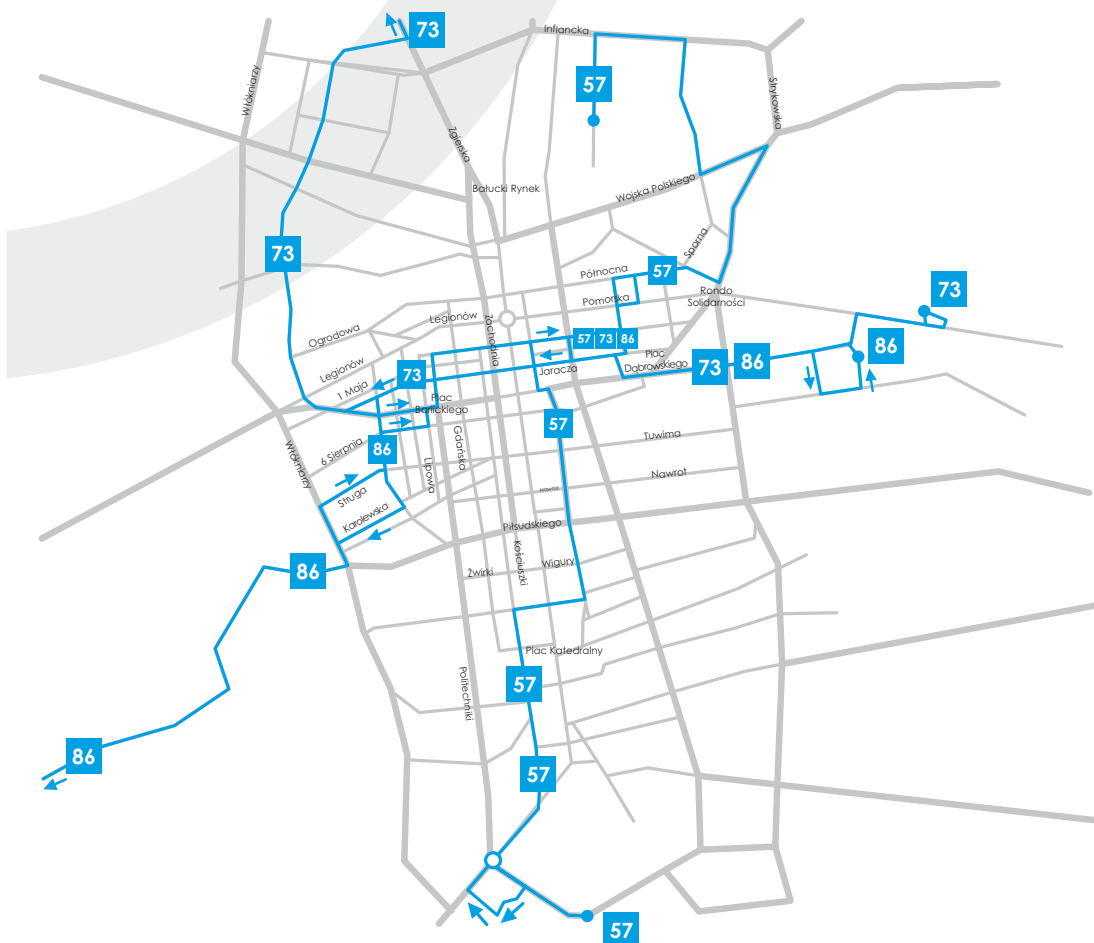 73
Inflancka
57
Włókniarzy
Strykowska
Zgierska
Bałucki Rynek
Wojska Polskiego
Sporna
73
Północna
57
Pomorska
Rondo
Solidarności
73
Legionów
Ogrodowa
Zachodnia
57 73 86
86
Legionów
Plac
Dąbrowskiego
73
86
Jaracza
73
1 Maja
Plac
Barlickiego
57
6 Sierpnia
86
Gdańska
Tuwima
Włókniarzy
Lipowa
Nawrot
Struga
Karolewska
Piłsudskiego
Kościuszki
Wigury
Żwirki
86
Plac Katedralny
57
Politechniki
86
57
57